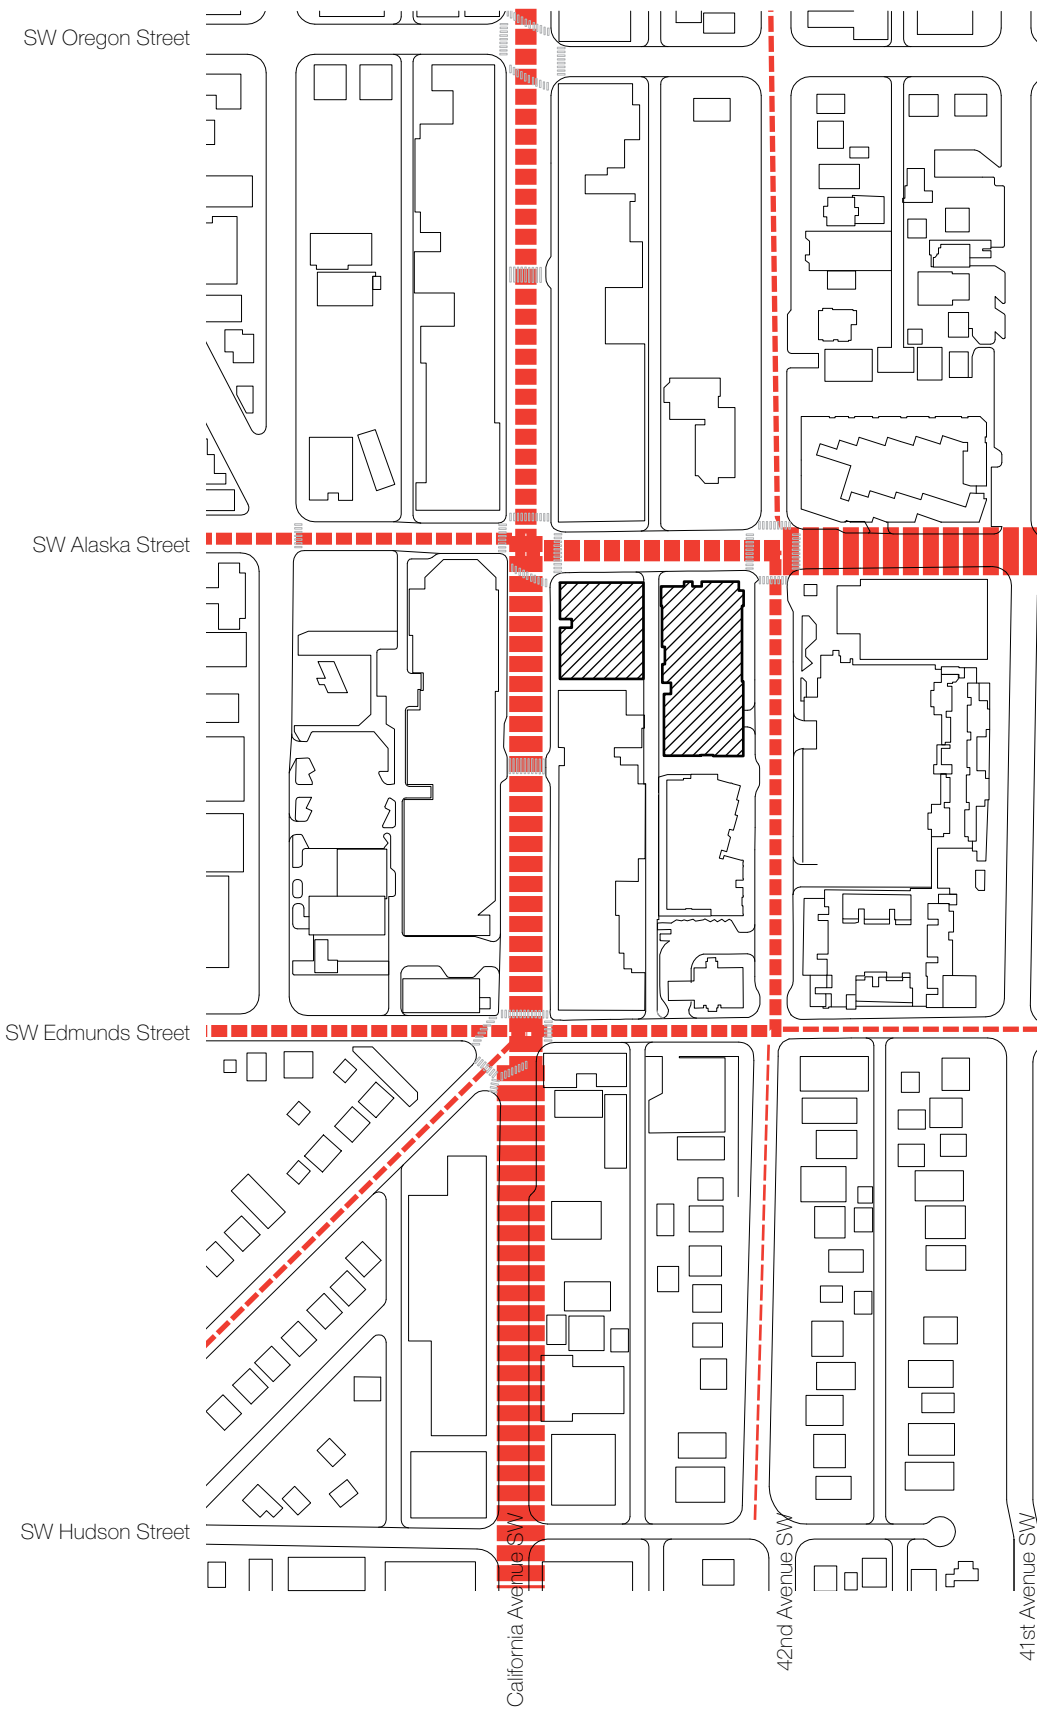 SW Oregon Street
SW Alaska Street
SW Edmunds Street
SW Hudson Street
California Avenue SW
42nd Avenue SW
41st Avenue SW